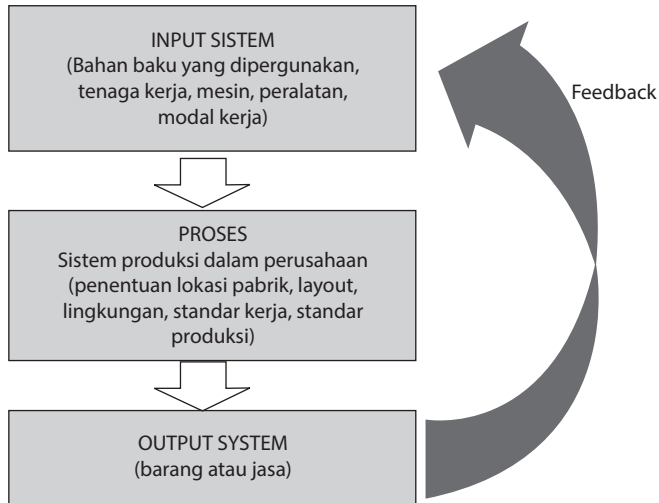 INPUT SISTEM
(Bahan baku yang dipergunakan,
tenaga kerja, mesin, peralatan,
modal kerja)
Feedback
PROSES
Sistem produksi dalam perusahaan
(penentuan lokasi pabrik, layout,
lingkungan, standar kerja, standar
produksi)
OUTPUT SYSTEM
(barang atau jasa)